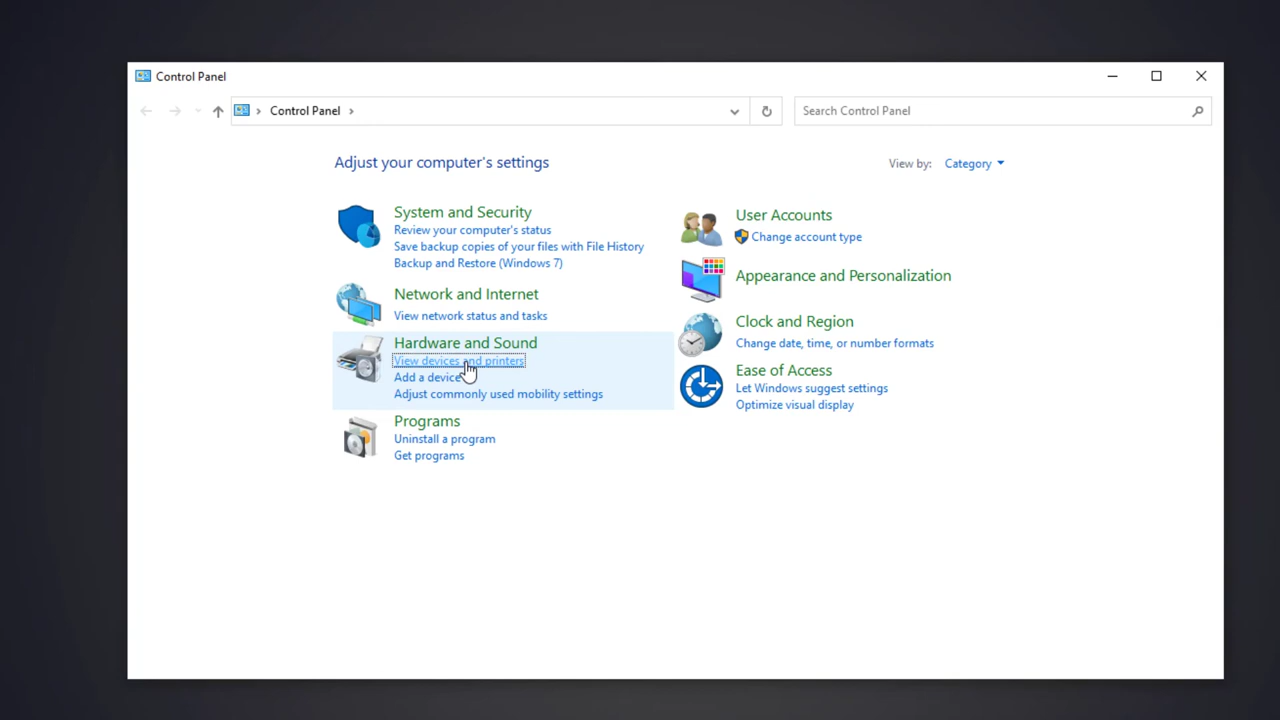 Control Panel
Control Panel
Search Control Panel
Adjust your computer's settings
View by: Category
System and Security
Review your computer's status
Save backup copies of your files with File History
Backup and Restore (Windows 7)
Network and Internet
View network status and tasks
Hardware and Sound
View devices and printers
Add a device
Adjust commonly used mobility settings
Programs
Uninstall a program
Get programs
User Accounts
Change account type
Appearance and Personalization
Clock and Region
Change date, time, or number formats
Ease of Access
Let Windows suggest settings
Optimize visual display